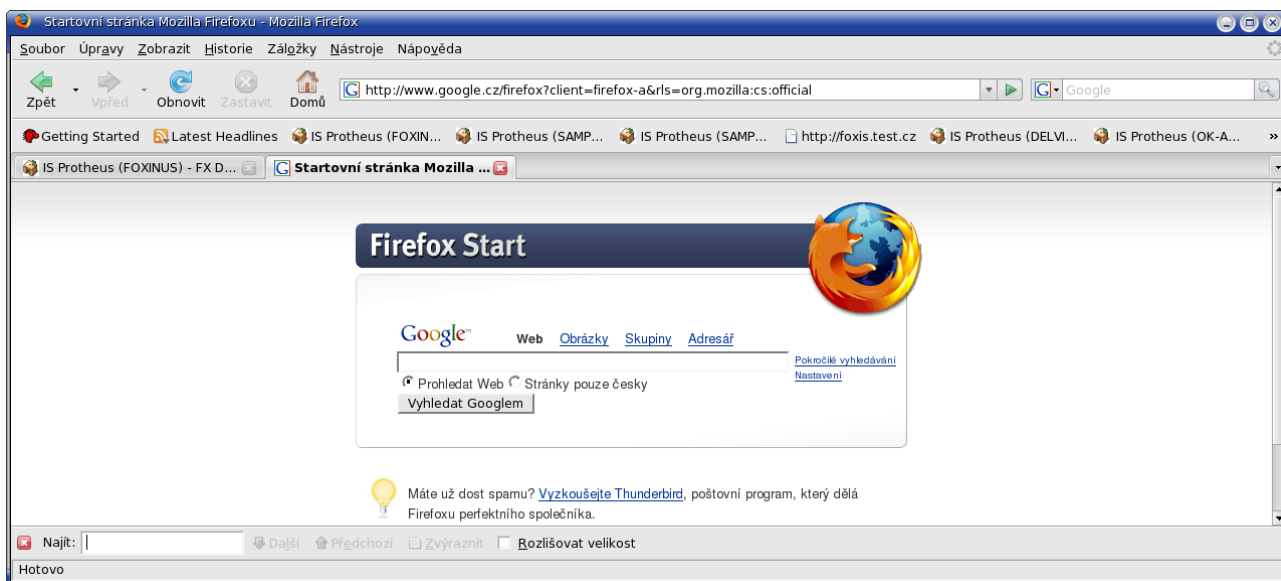 Startovní stránka Mozilla Firefoxu - Mozilla Firefox
Soubor Úpravy Zobrazit Historie Záložky Nástroje Nápověda
Zpět Vpřed Obnovit Zastavit Domů http://www.google.cz/firefox?client=firefox-a&rls=org.mozilla:cs:official G Google
Getting Started Latest Headlines IS Protheus (FOXIN... IS Protheus (SAMP... IS Protheus (SAMP... http://foxis.test.cz IS Protheus (DELVI... IS Protheus (OK-A... »
IS Protheus (FOXINUS) - FX D... Startovní stránka Mozilla ...
Firefox Start
Google™ Web Obrázky Skupiny Adresář
Pokročilé vyhledávání
Nastavení
Prohledat Web Stránky pouze česky
Vyhledat Googlem
Máte už dost spamu? Vyzkoušejte Thunderbird, poštovní program, který dělá
Firefoxu perfektního společníka.
Najít: Další Předchozí Zvýraznit Rozlišovat velikost
Hotovo